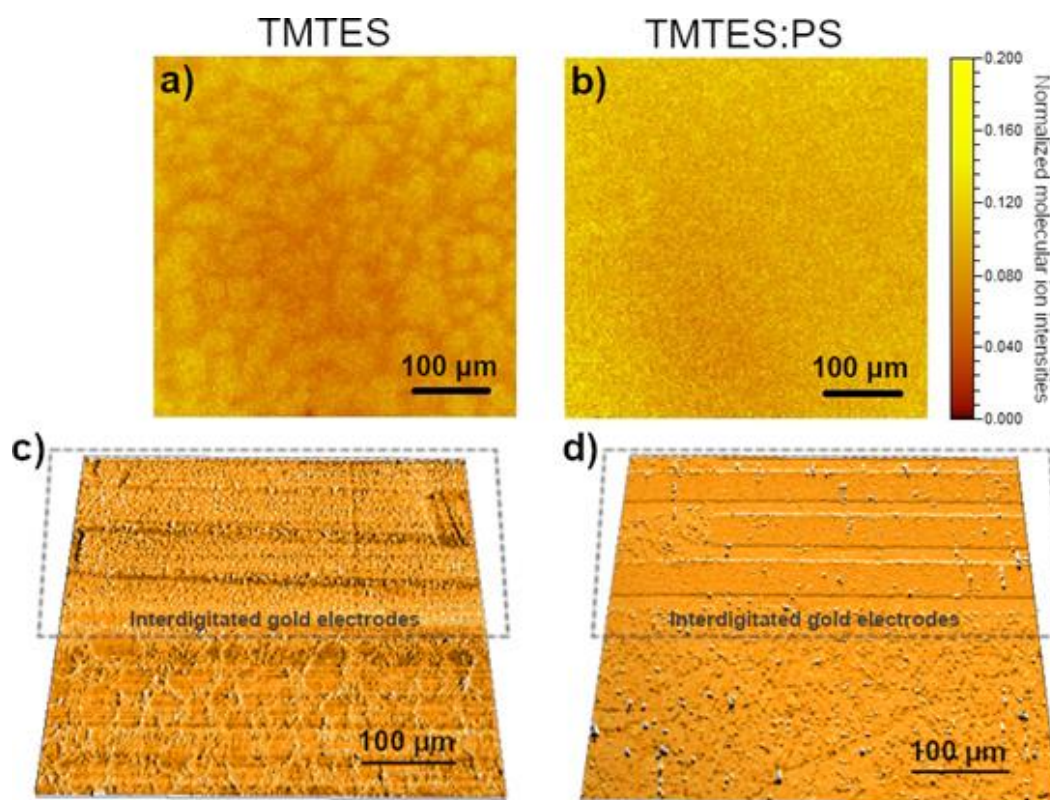 TMTES
TMTES:PS
a)
100 µm
b)
100 µm
0.200
0.160
0.120
0.080
0.040
0.000
Normalized molecular ion intensities
c)
Interdigitated gold electrodes
100 µm
d)
Interdigitated gold electrodes
100 µm